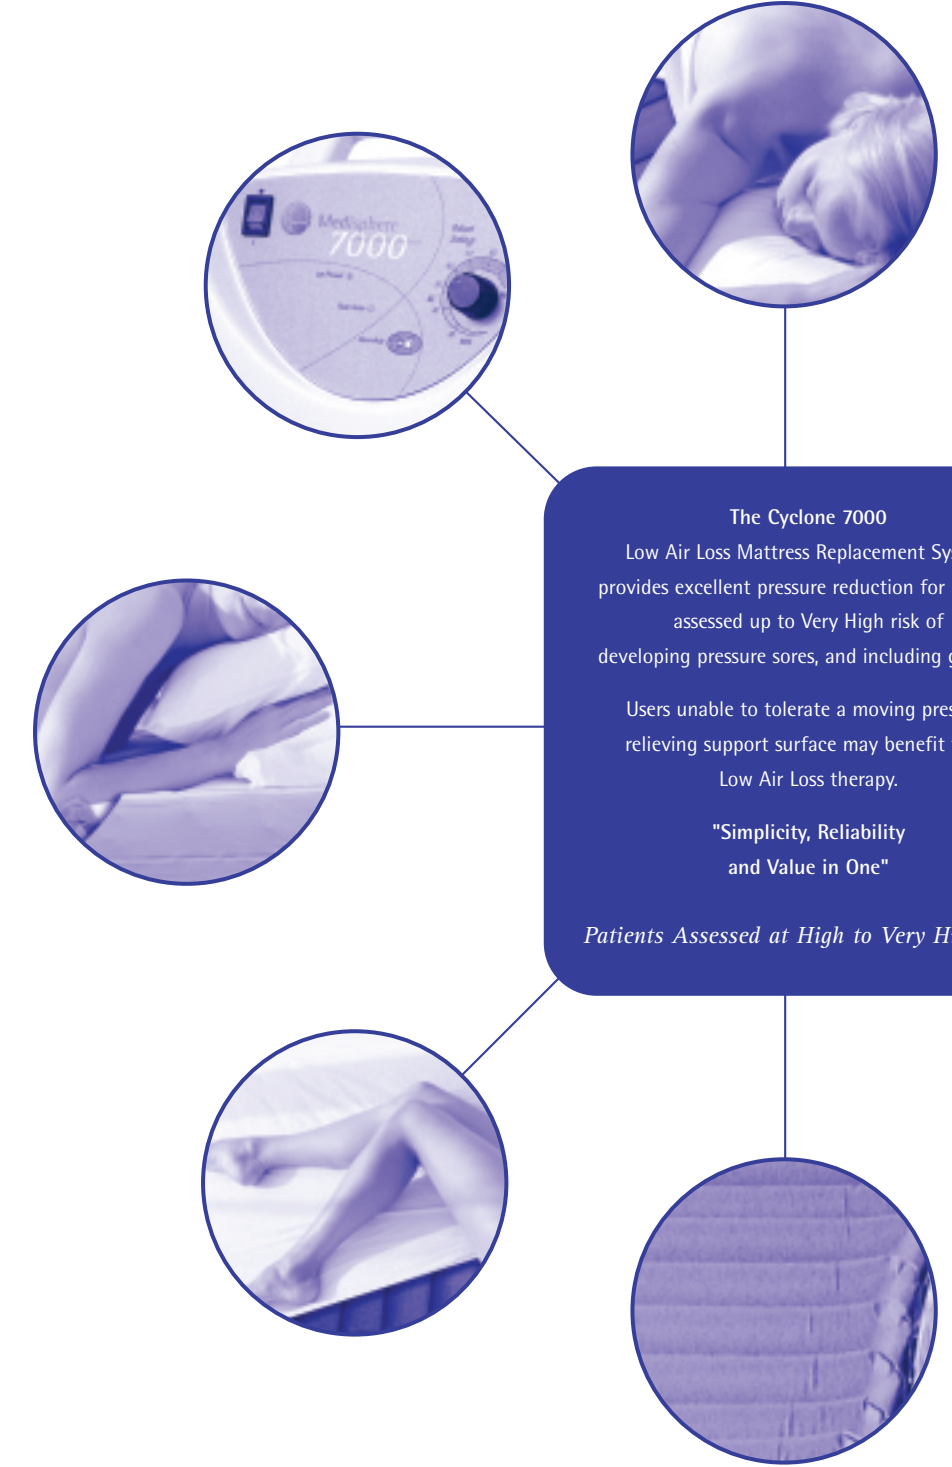 Medisphere
7000
The Cyclone 7000
Low Air Loss Mattress Replacement Sy
provides excellent pressure reduction for
assessed up to Very High risk of
developing pressure sores, and including g
Users unable to tolerate a moving pres
relieving support surface may benefit
Low Air Loss therapy.
"Simplicity, Reliability
and Value in One"
Patients Assessed at High to Very H